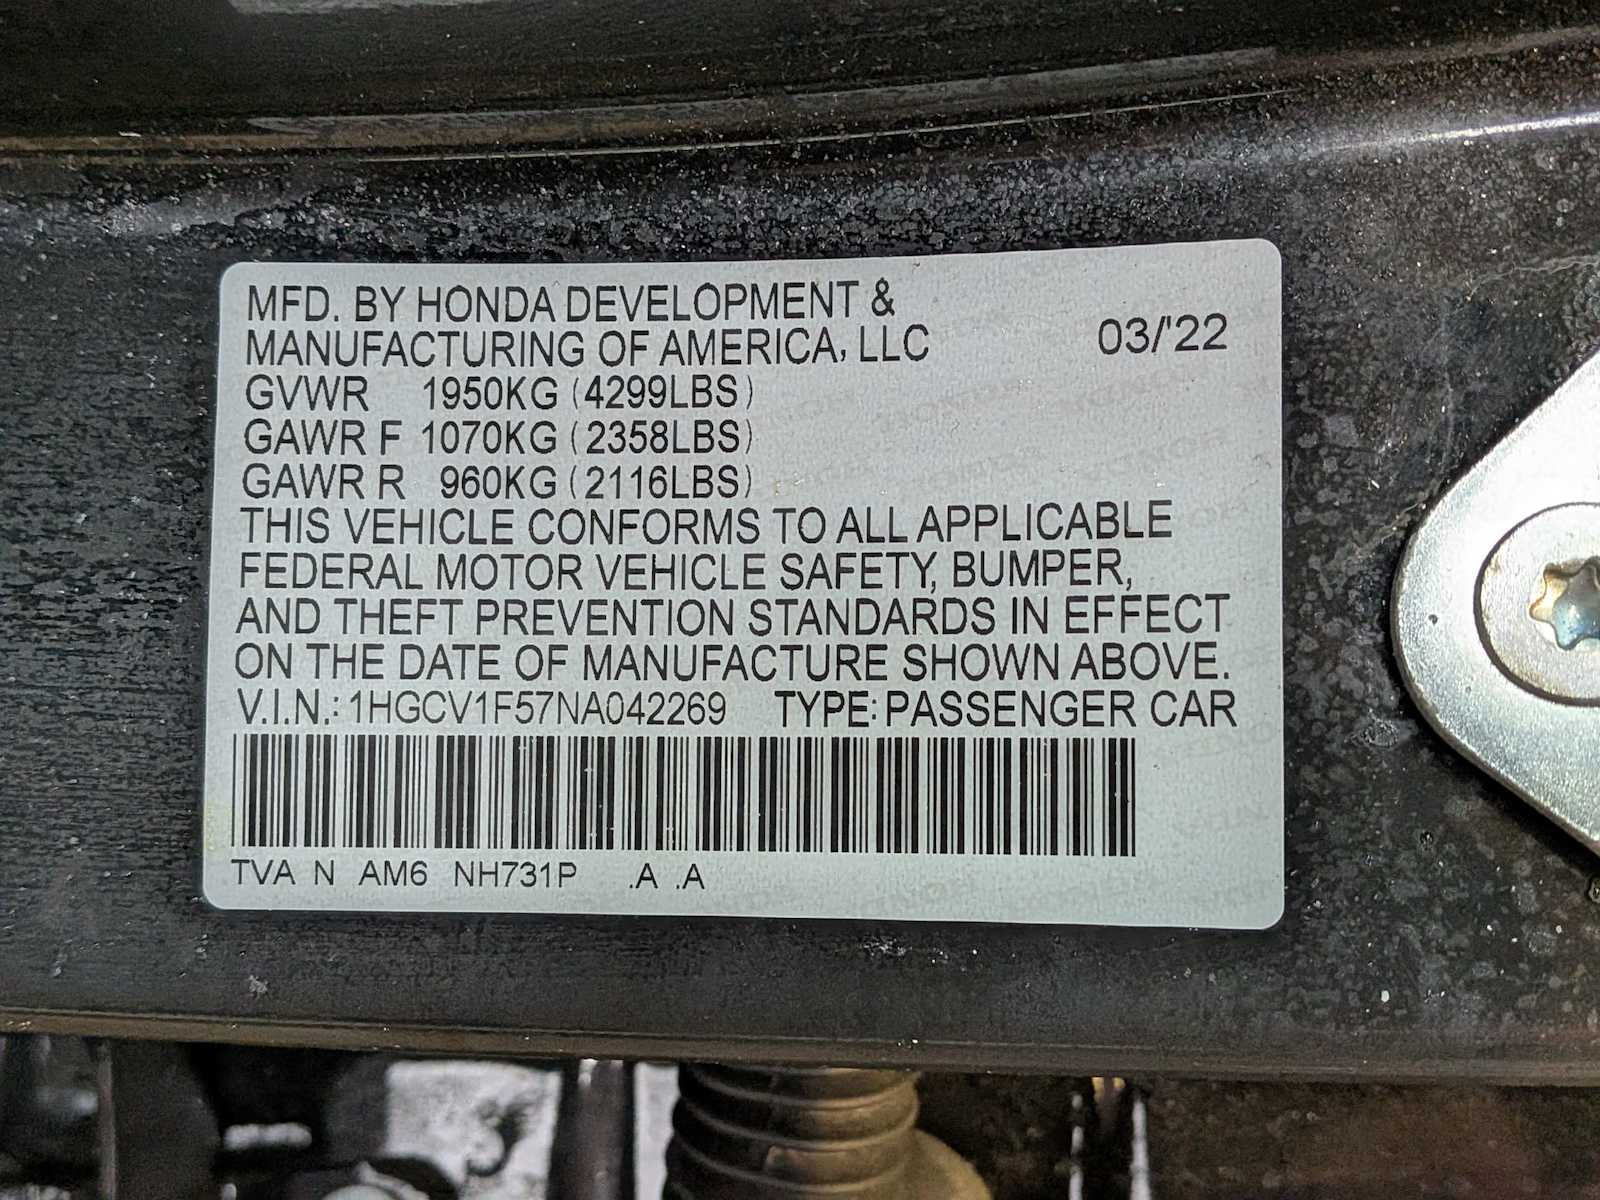 MFD. BY HONDA DEVELOPMENT &
MANUFACTURING OF AMERICA, LLC 03/'22
GVWR 1950KG (4299LBS)
GAWR F 1070KG (2358LBS)
GAWR R 960KG (2116LBS)
THIS VEHICLE CONFORMS TO ALL APPLICABLE
FEDERAL MOTOR VEHICLE SAFETY, BUMPER,
AND THEFT PREVENTION STANDARDS IN EFFECT
ON THE DATE OF MANUFACTURE SHOWN ABOVE.
V.I.N.: 1HGCV1F57NA042269 TYPE: PASSENGER CAR
TVA N AM6 NH731P .A .A